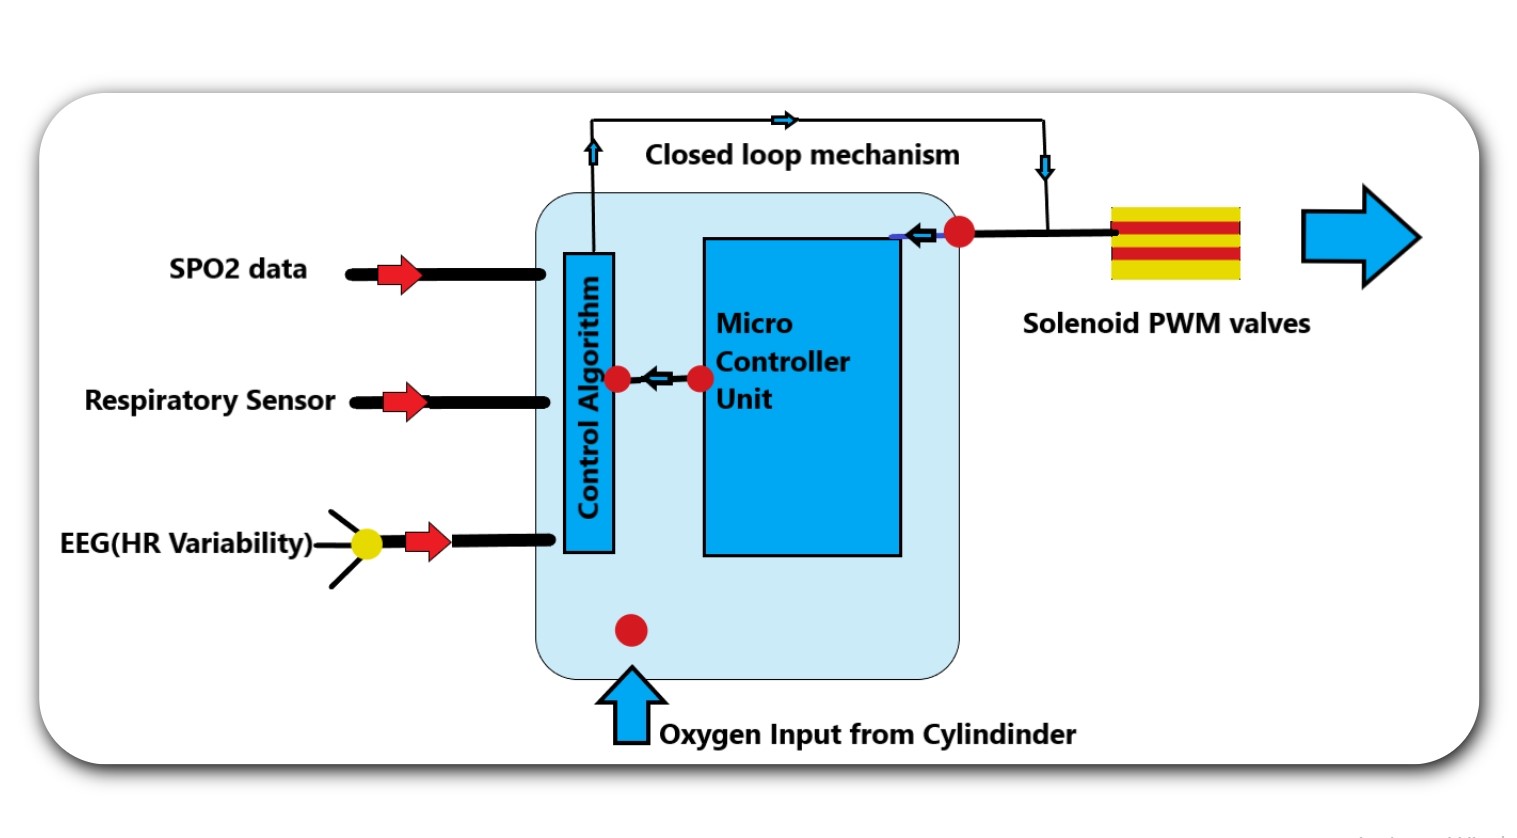 Closed loop mechanism
SPO2 data
Respiratory Sensor
EEG(HR Variability)
Control Algorithm
Micro
Controller
Unit
Solenoid PWM valves
Oxygen Input from Cylindinder